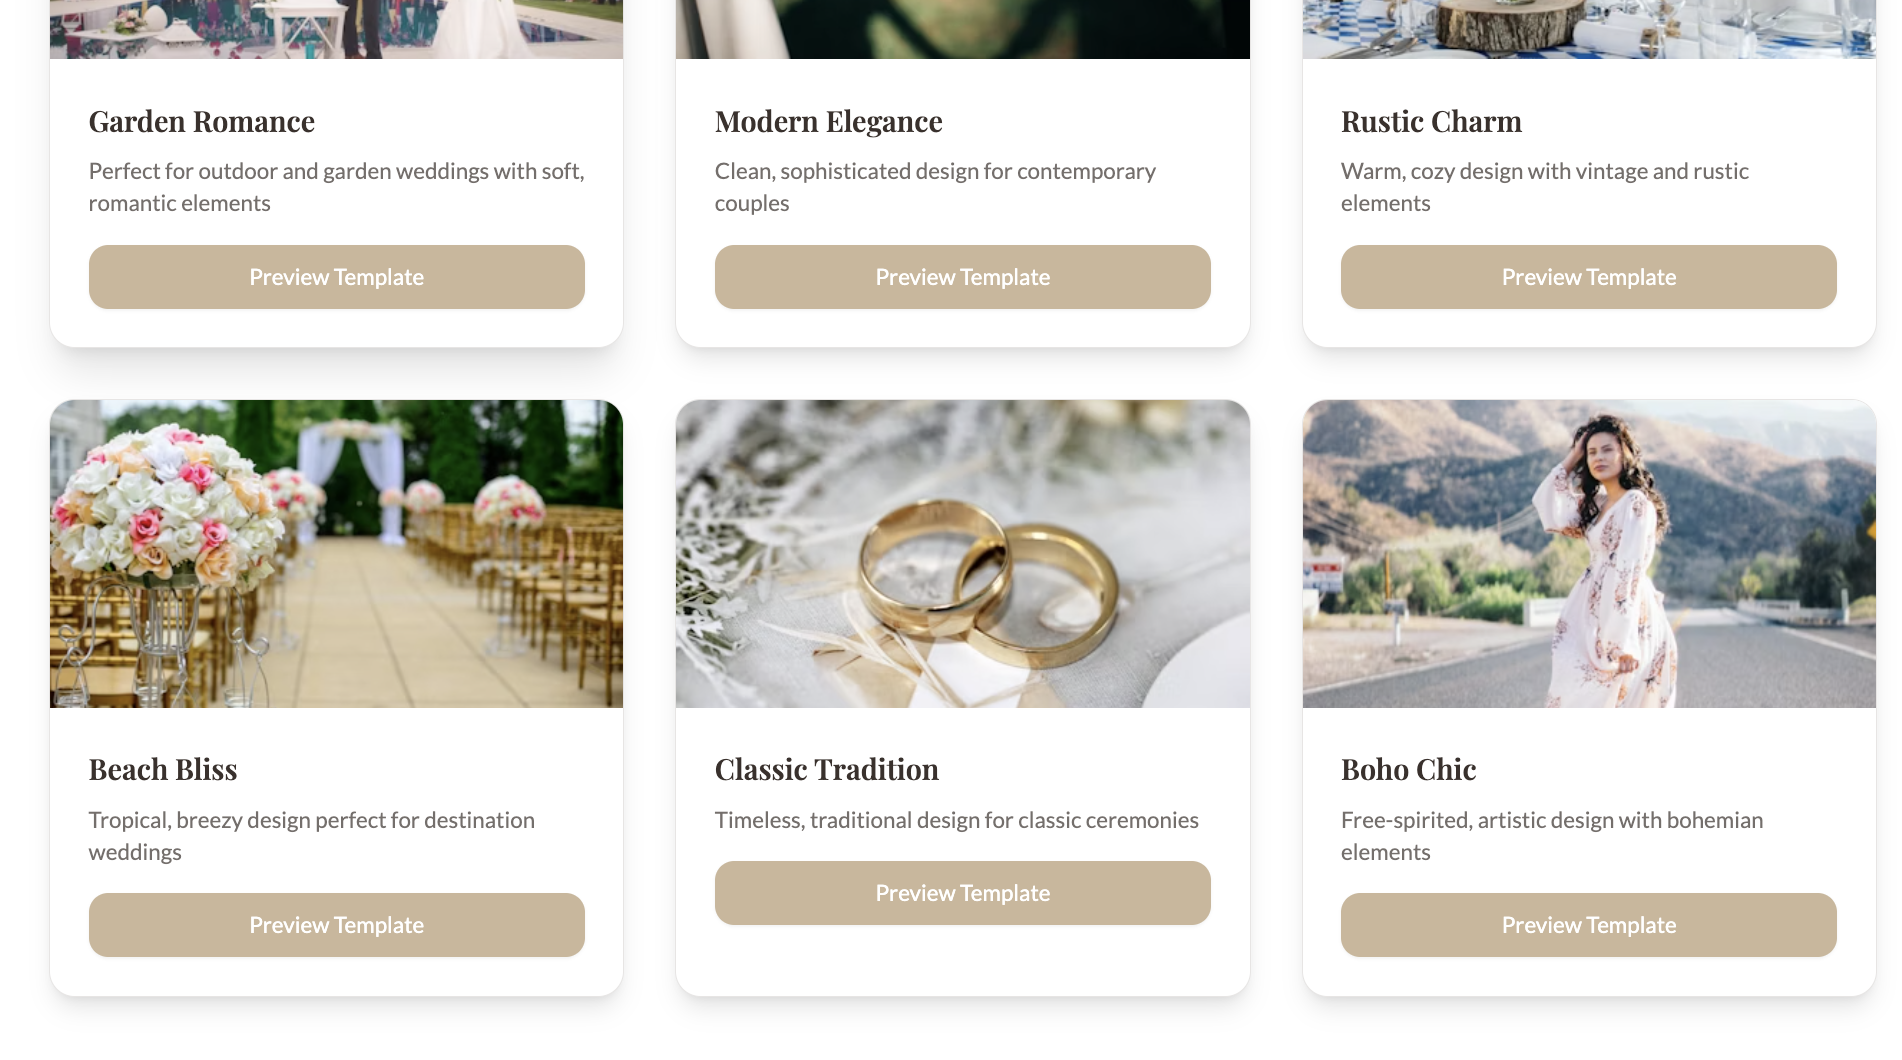 Garden Romance
Perfect for outdoor and garden weddings with soft,
romantic elements
Preview Template
Modern Elegance
Clean, sophisticated design for contemporary
couples
Preview Template
Rustic Charm
Warm, cozy design with vintage and rustic
elements
Preview Template
Beach Bliss
Tropical, breezy design perfect for destination
weddings
Preview Template
Classic Tradition
Timeless, traditional design for classic ceremonies
Preview Template
Boho Chic
Free-spirited, artistic design with bohemian
elements
Preview Template